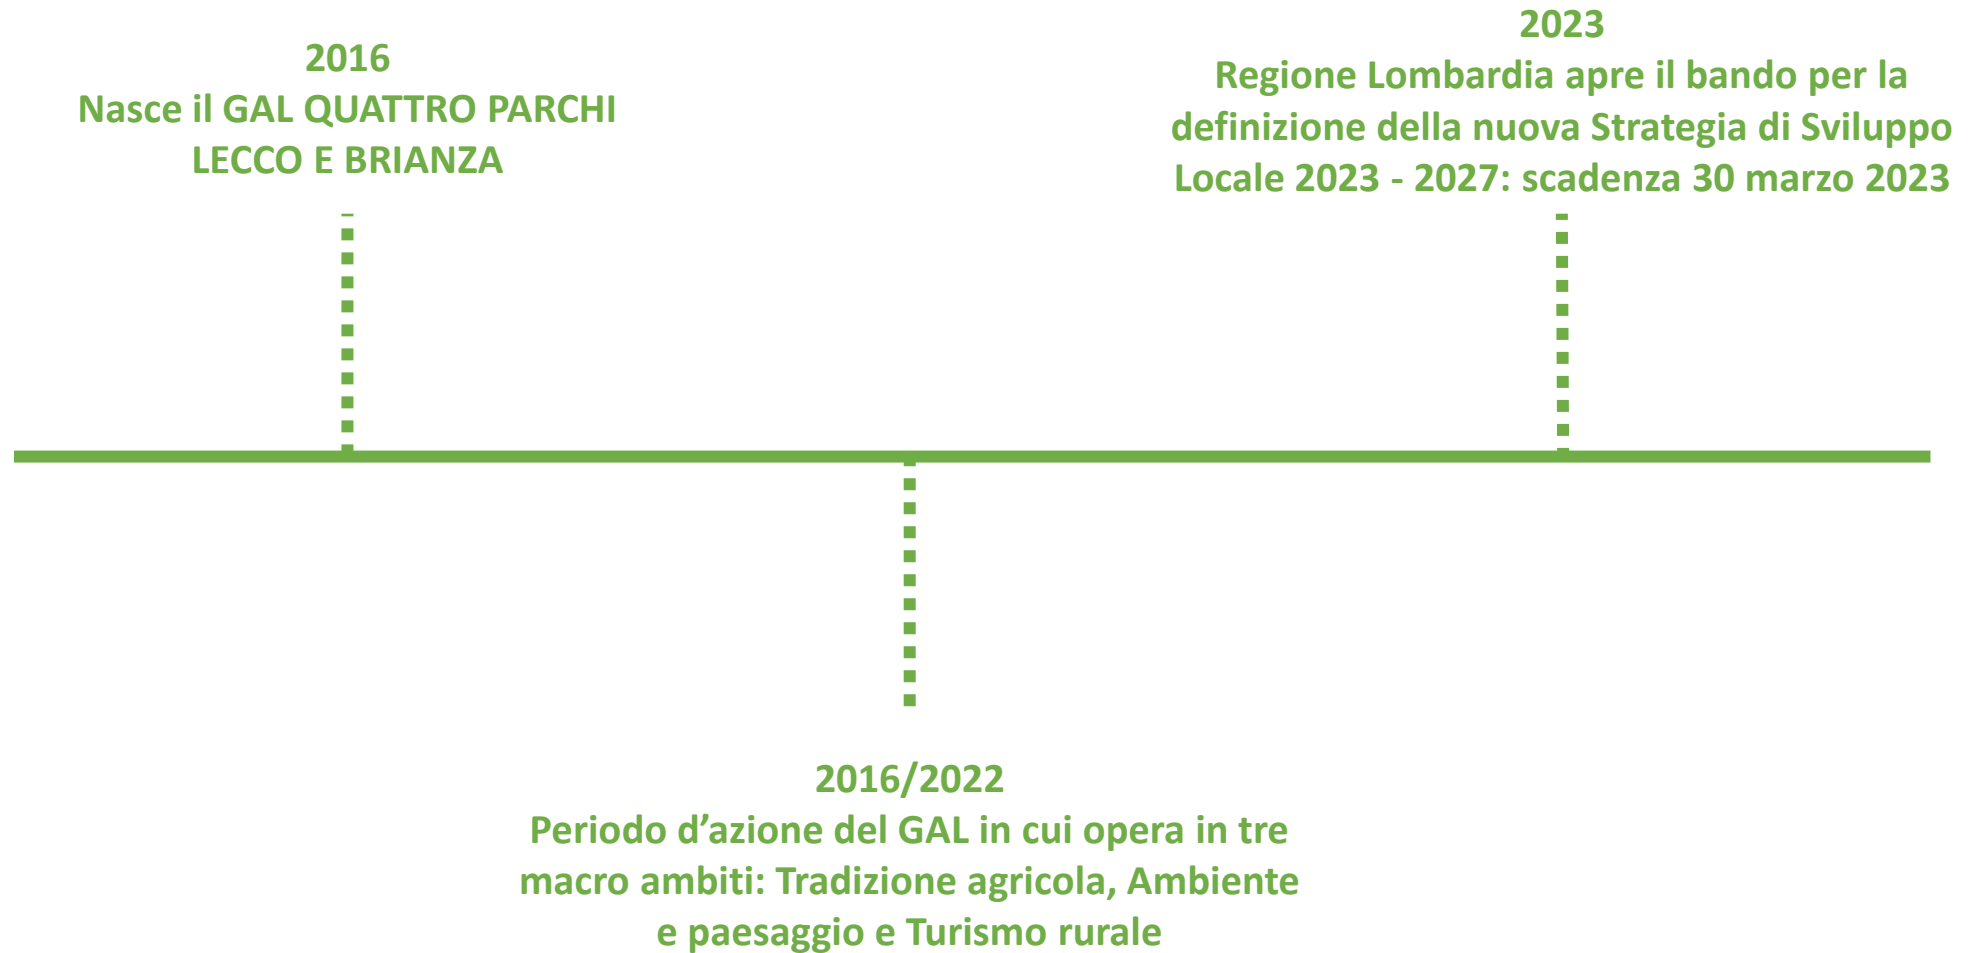 2016
Nasce il GAL QUATTRO PARCHI
LECCO E BRIANZA
2016/2022
Periodo d’azione del GAL in cui opera in tre
macro ambiti: Tradizione agricola, Ambiente
e paesaggio e Turismo rurale
2023
Regione Lombardia apre il bando per la
definizione della nuova Strategia di Sviluppo
Locale 2023 - 2027: scadenza 30 marzo 2023